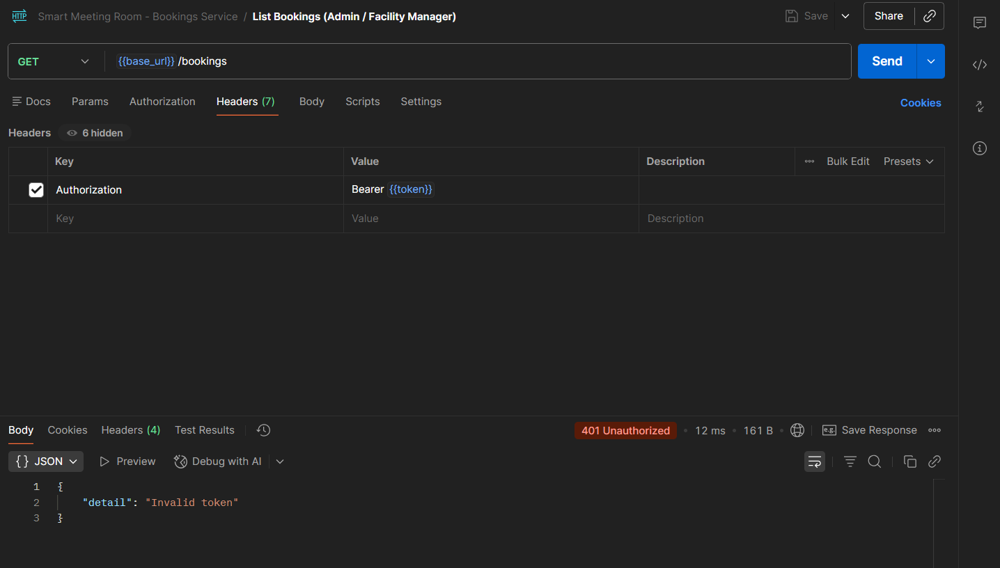 HTTP Smart Meeting Room - Bookings Service / List Bookings (Admin / Facility Manager) Save Share
GET {{base_url}} /bookings Send
Docs Params Authorization Headers (7) Body Scripts Settings Cookies
Headers 6 hidden
Key Value Description Bulk Edit Presets
Authorization Bearer {{token}}
Key Value Description
Body Cookies Headers (4) Test Results 401 Unauthorized • 12 ms • 161 B • e.g. Save Response
{} JSON Preview Debug with AI
1 {
2 "detail": "Invalid token"
3 }